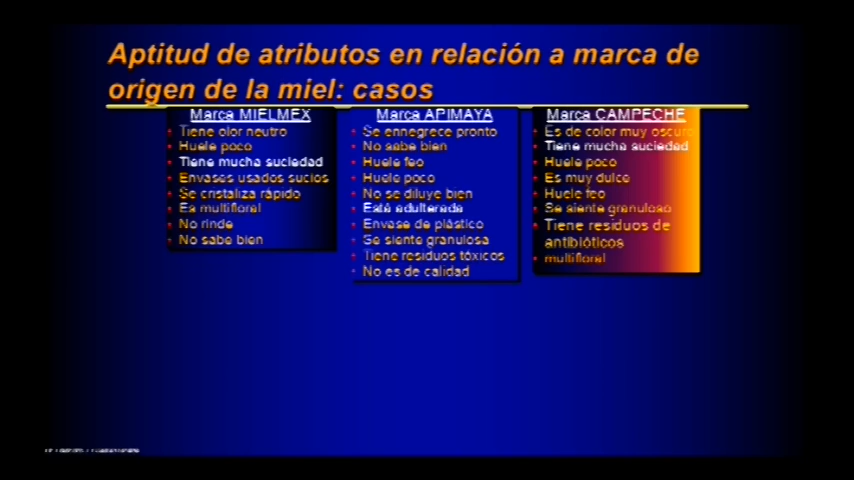 Aptitud de atributos en relación a marca de
origen de la miel: casos
Marca MIELMEX
Tiene olor neutro
Huele poco
Tiene mucha suciedad
Envases usados sucios
Se cristaliza rápido
Es multifloral
No rinde
No sabe bien
Marca APIMAYA
Se ennegrece pronto
No sabe bien
Huele feo
Huele poco
No se diluye bien
Está adulterada
Envase de plástico
Se siente granulosa
Tiene residuos tóxicos
No es de calidad
Marca CAMPECHE
Es de color muy oscuro
Tiene mucha suciedad
Huele poco
Es muy dulce
Huele feo
Se siente granuloso
Tiene residuos de
antibióticos
multifloral